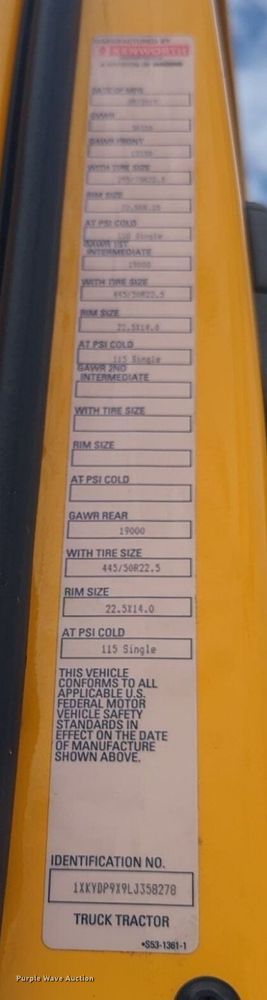 MANUFACTURED BY
KENWORTH
A DIVISION OF PACCAR
DATE OF MFR
GVWR
GAWR FRONT
WITH TIRE SIZE
RIM SIZE
AT PSI COLD
Single
GAWR 1ST
INTERMEDIATE
19000
WITH TIRE SIZE
445/50R22.5
RIM SIZE
22.5X14.0
AT PSI COLD
115 Single
GAWR 2ND
INTERMEDIATE
WITH TIRE SIZE
RIM SIZE
AT PSI COLD
GAWR REAR
19000
WITH TIRE SIZE
445/50R22.5
RIM SIZE
22.5X14.0
AT PSI COLD
115 Single
THIS VEHICLE
CONFORMS TO ALL
APPLICABLE U.S.
FEDERAL MOTOR
VEHICLE SAFETY
STANDARDS IN
EFFECT ON THE DATE
OF MANUFACTURE
SHOWN ABOVE.
IDENTIFICATION NO.
1XKYDP9X9LJ358278
TRUCK TRACTOR
•S53-1361-1
Purple Wave Auction